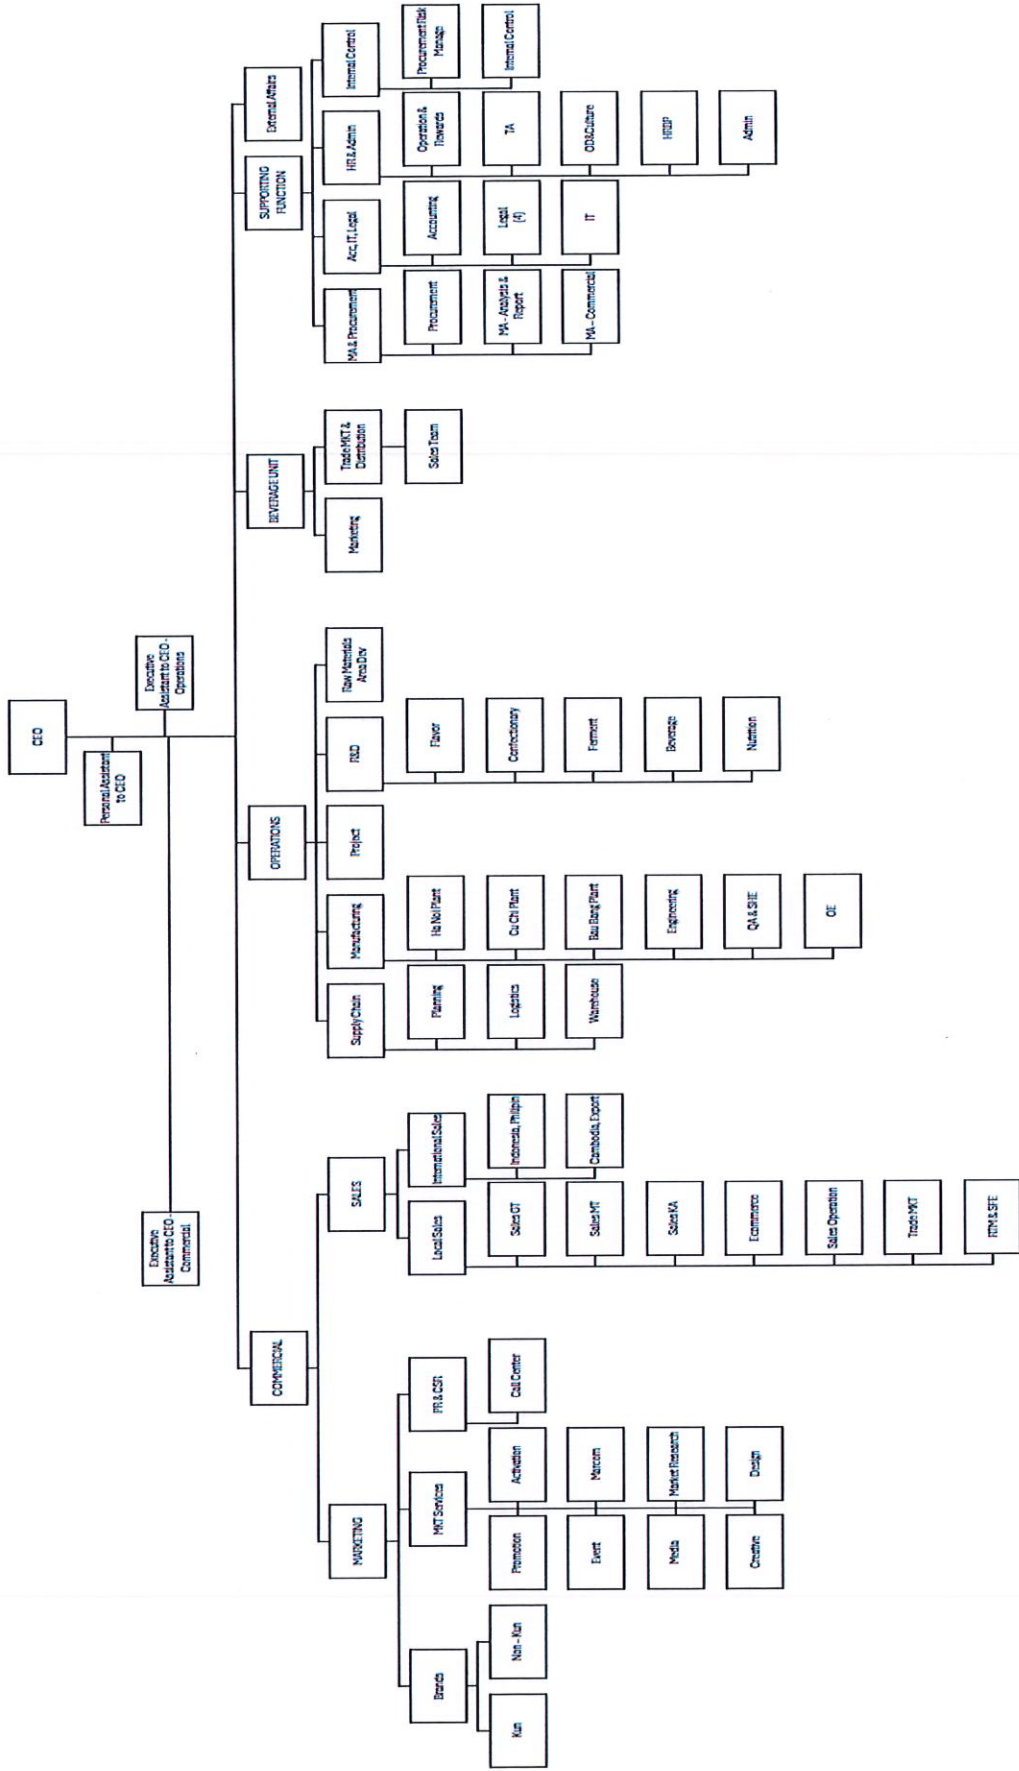 CEO
Personal Assistant
to CEO
Executive
Assistant to CEO -
Operations
Executive
Assistant to CEO -
Commercial
COMMERCIAL
OPERATIONS
BEVERAGE UNIT
SUPPORTING
FUNCTION
External Affairs
MARKETING
SALES
Supply Chain
Manufacturing
Project
R&D
Raw Materials
Area Dev
Marketing
Trade MKT &
Distribution
MA & Procurement
Acc, IT, Legal
HR & Admin
Internal Control
Brands
MKT Services
PR & CSR
Local Sales
International Sales
Planning
Ha Noi Plant
Flavor
Sales Team
Procurement
Accounting
Operation &
Rewards
Procurement Risk
Manage
Kun
Non - Kun
Promotion
Activation
Call Center
Sales GT
Indonesia, Philipin
Logistics
Cu Chi Plant
Confectionary
MA - Analysis &
Report
Legal
(4)
TA
Internal Control
Event
Marcom
Sales MT
Cambodia, Export
Warehouse
Bau Bang Plant
Ferment
MA - Commercial
IT
OD&Culture
Media
Market Research
Sales KA
Engineering
Beverage
HRBP
Creative
Design
Ecommerce
QA & SHE
Nutrition
Admin
Sales Operation
OE
Trade MKT
RTM & SFE